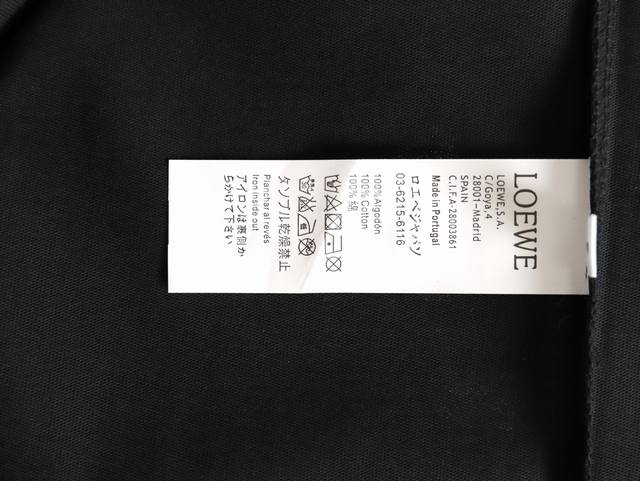 LOEWE
LOEWE,S.A.
C/Goya,4
28001-Madrid
SPAIN
C.I.F.A-28003861
Made in Portugal
ロエベジャパン
03-6215-6116
100%Algodón
100% Cotton
100% 綿
タンブル乾燥禁止
Planchar al revés
Iron inside out
アイロンは裏側か
らかけて下さい